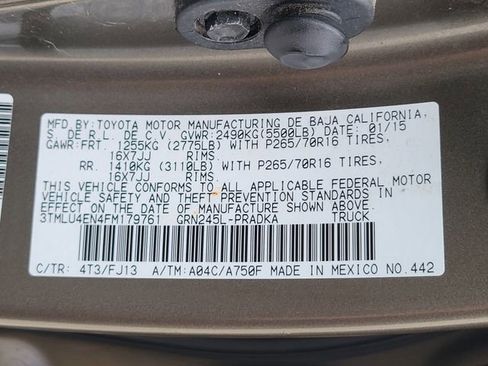 MFD.BY:TOYOTA MOTOR MANUFACTURING DE BAJA CALIFORNIA,
S. DE R.L. DE C.V. GVWR:2490KG(5500LB) DATE: 01/15
GAWR:FRT. 1255KG (2775LB) WITH P265/70R16 TIRES,
16X7JJ RIMS.
RR. 1410KG (3110LB) WITH P265/70R16 TIRES,
16X7JJ RIMS.
THIS VEHICLE CONFORMS TO ALL APPLICABLE FEDERAL MOTOR
VEHICLE SAFETY AND THEFT PREVENTION STANDARDS IN
EFFECT ON THE DATE OF MANUFACTURE SHOWN ABOVE.
3TMLU4EN4FM179761 GRN245L-PRADKA TRUCK
C/TR: 4T3/FJ13 A/TM:A04C/A750F MADE IN MEXICO NO.442